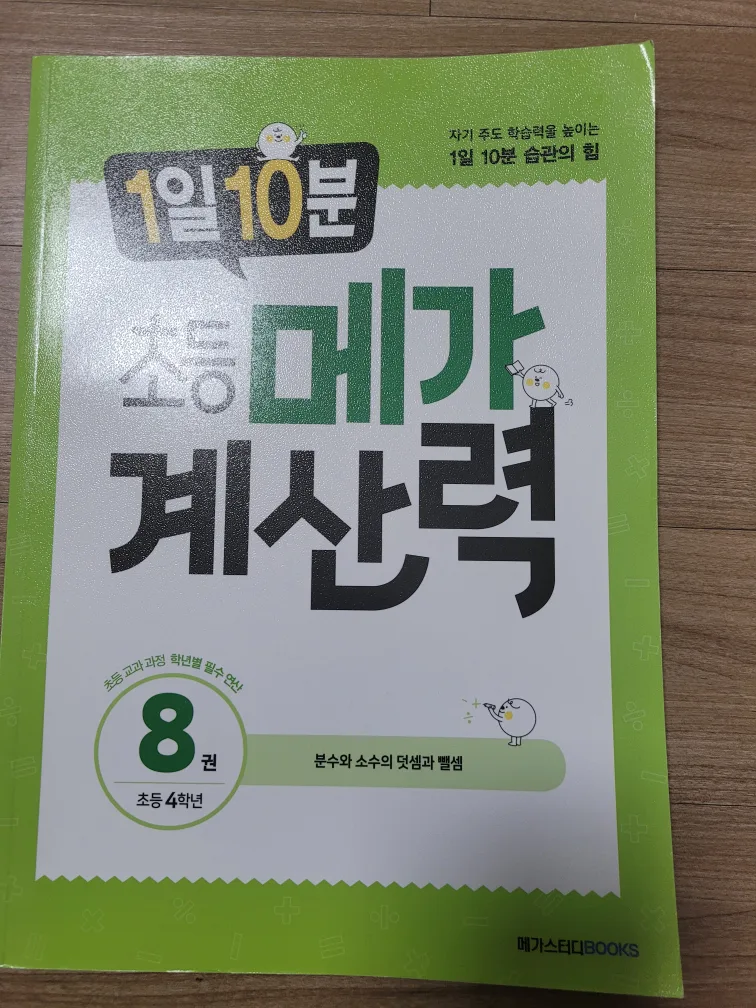 자기 주도 학습력을 높이는
1일 10분 습관의 힘
1일 10분
초등 메가
계산력
초등 교과 과정 학년별 필수 연산
8권
초등 4학년
분수와 소수의 덧셈과 뺄셈
메가스터디BOOKS